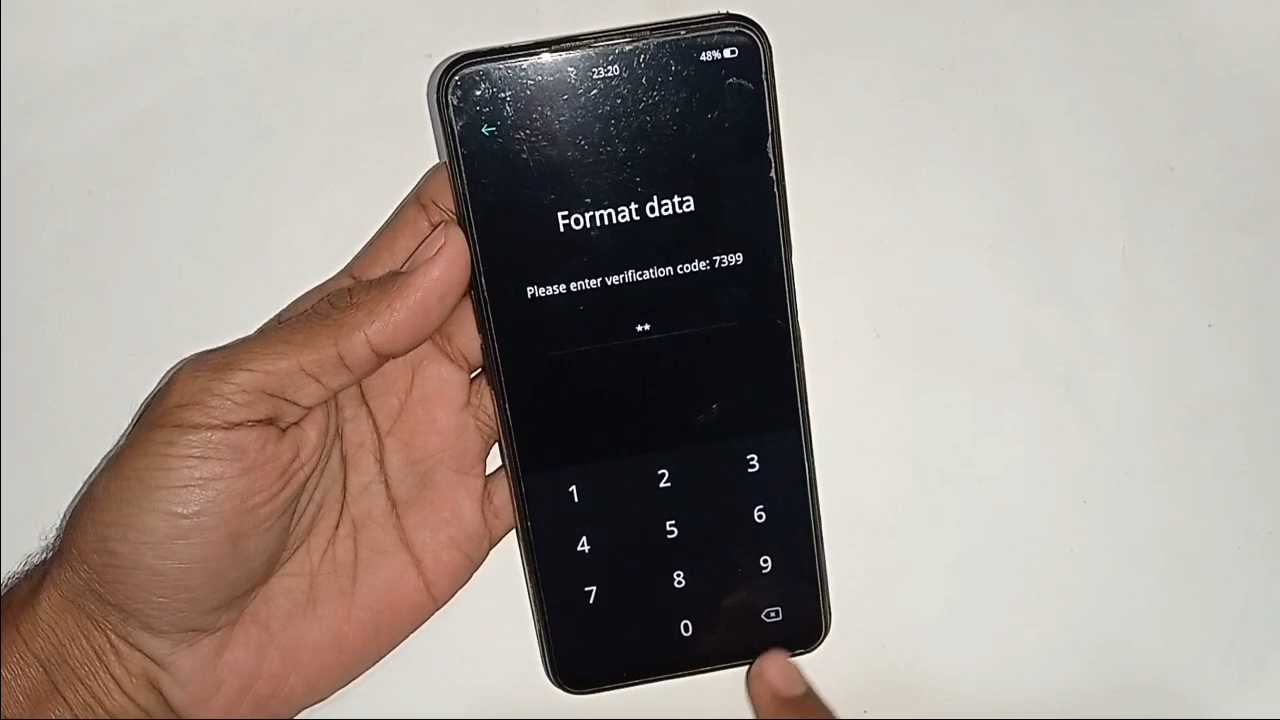 23:20
48%
←
Format data
Please enter verification code: 7399
**
1 2 3
4 5 6
7 8 9
0